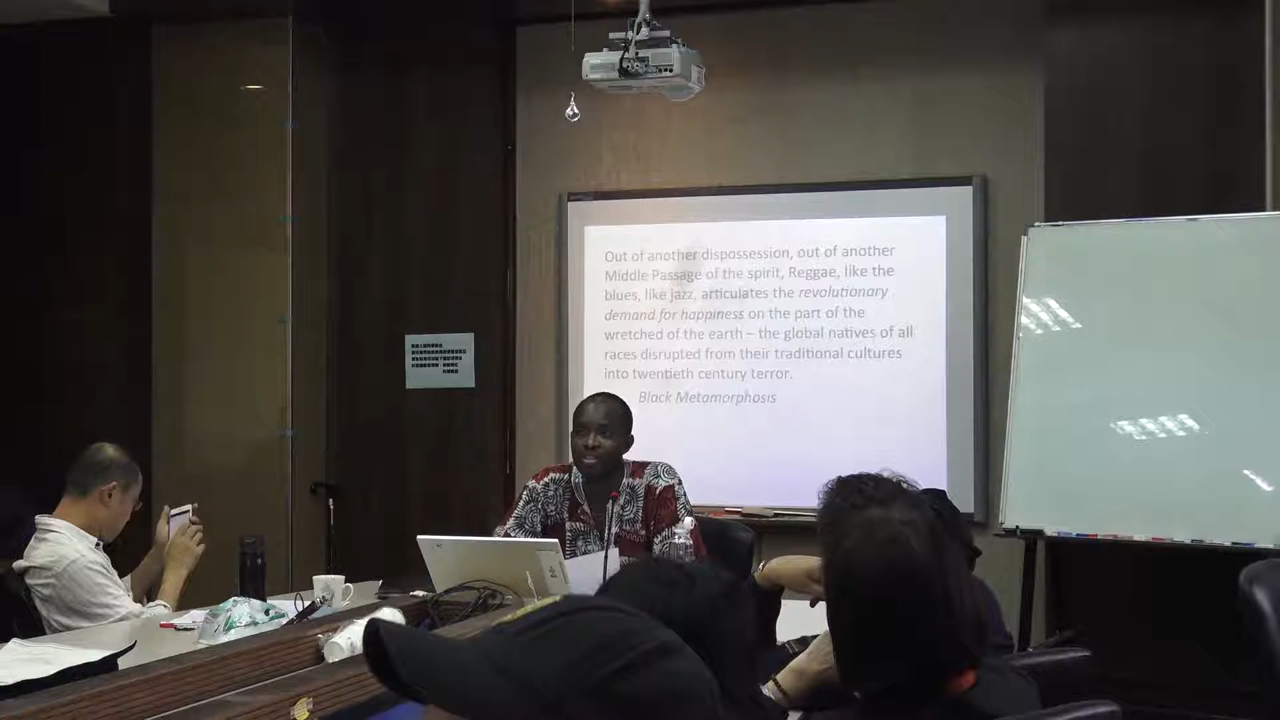 Out of another dispossession, out of another
Middle Passage of the spirit, Reggae, like the
blues, like jazz, articulates the revolutionary
demand for happiness on the part of the
wretched of the earth – the global natives of all
races disrupted from their traditional cultures
into twentieth century terror.
Black Metamorphosis